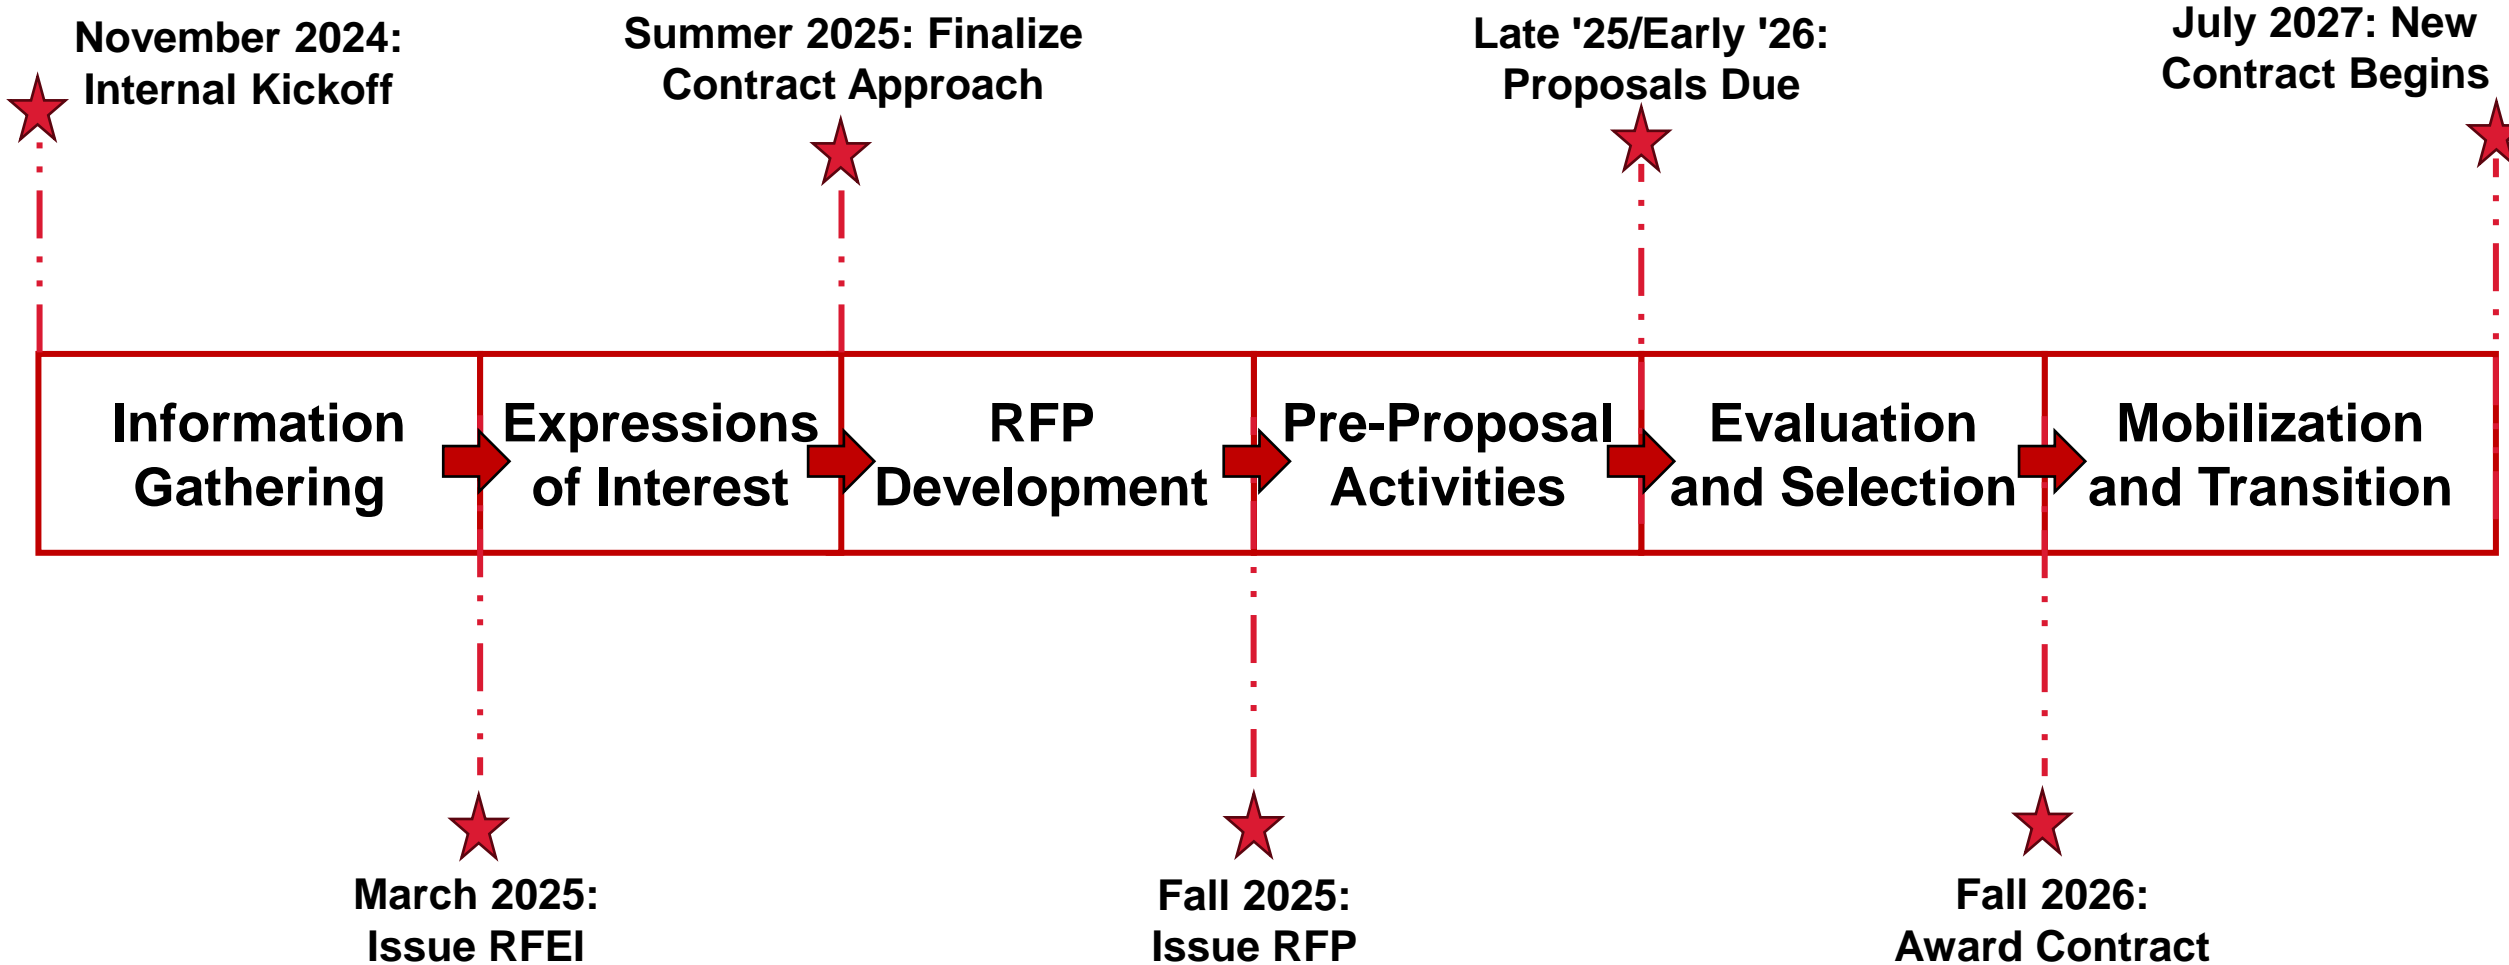 November 2024:
Internal Kickoff
Summer 2025: Finalize
Contract Approach
Late '25/Early '26:
Proposals Due
July 2027: New
Contract Begins
Information
Gathering
Expressions
of Interest
RFP
Development
Pre-Proposal
Activities
Evaluation
and Selection
Mobilization
and Transition
March 2025:
Issue RFEI
Fall 2025:
Issue RFP
Fall 2026:
Award Contract